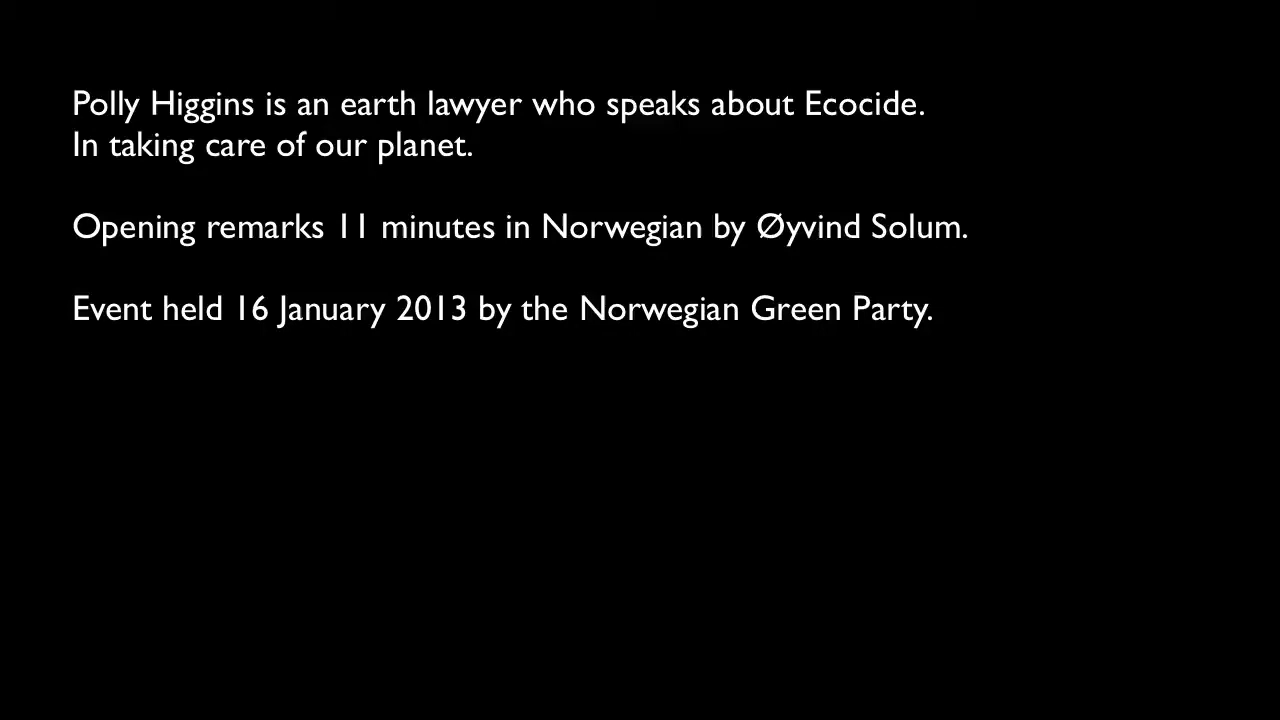 Polly Higgins is an earth lawyer who speaks about Ecocide.
In taking care of our planet.
Opening remarks 11 minutes in Norwegian by Øyvind Solum.
Event held 16 January 2013 by the Norwegian Green Party.